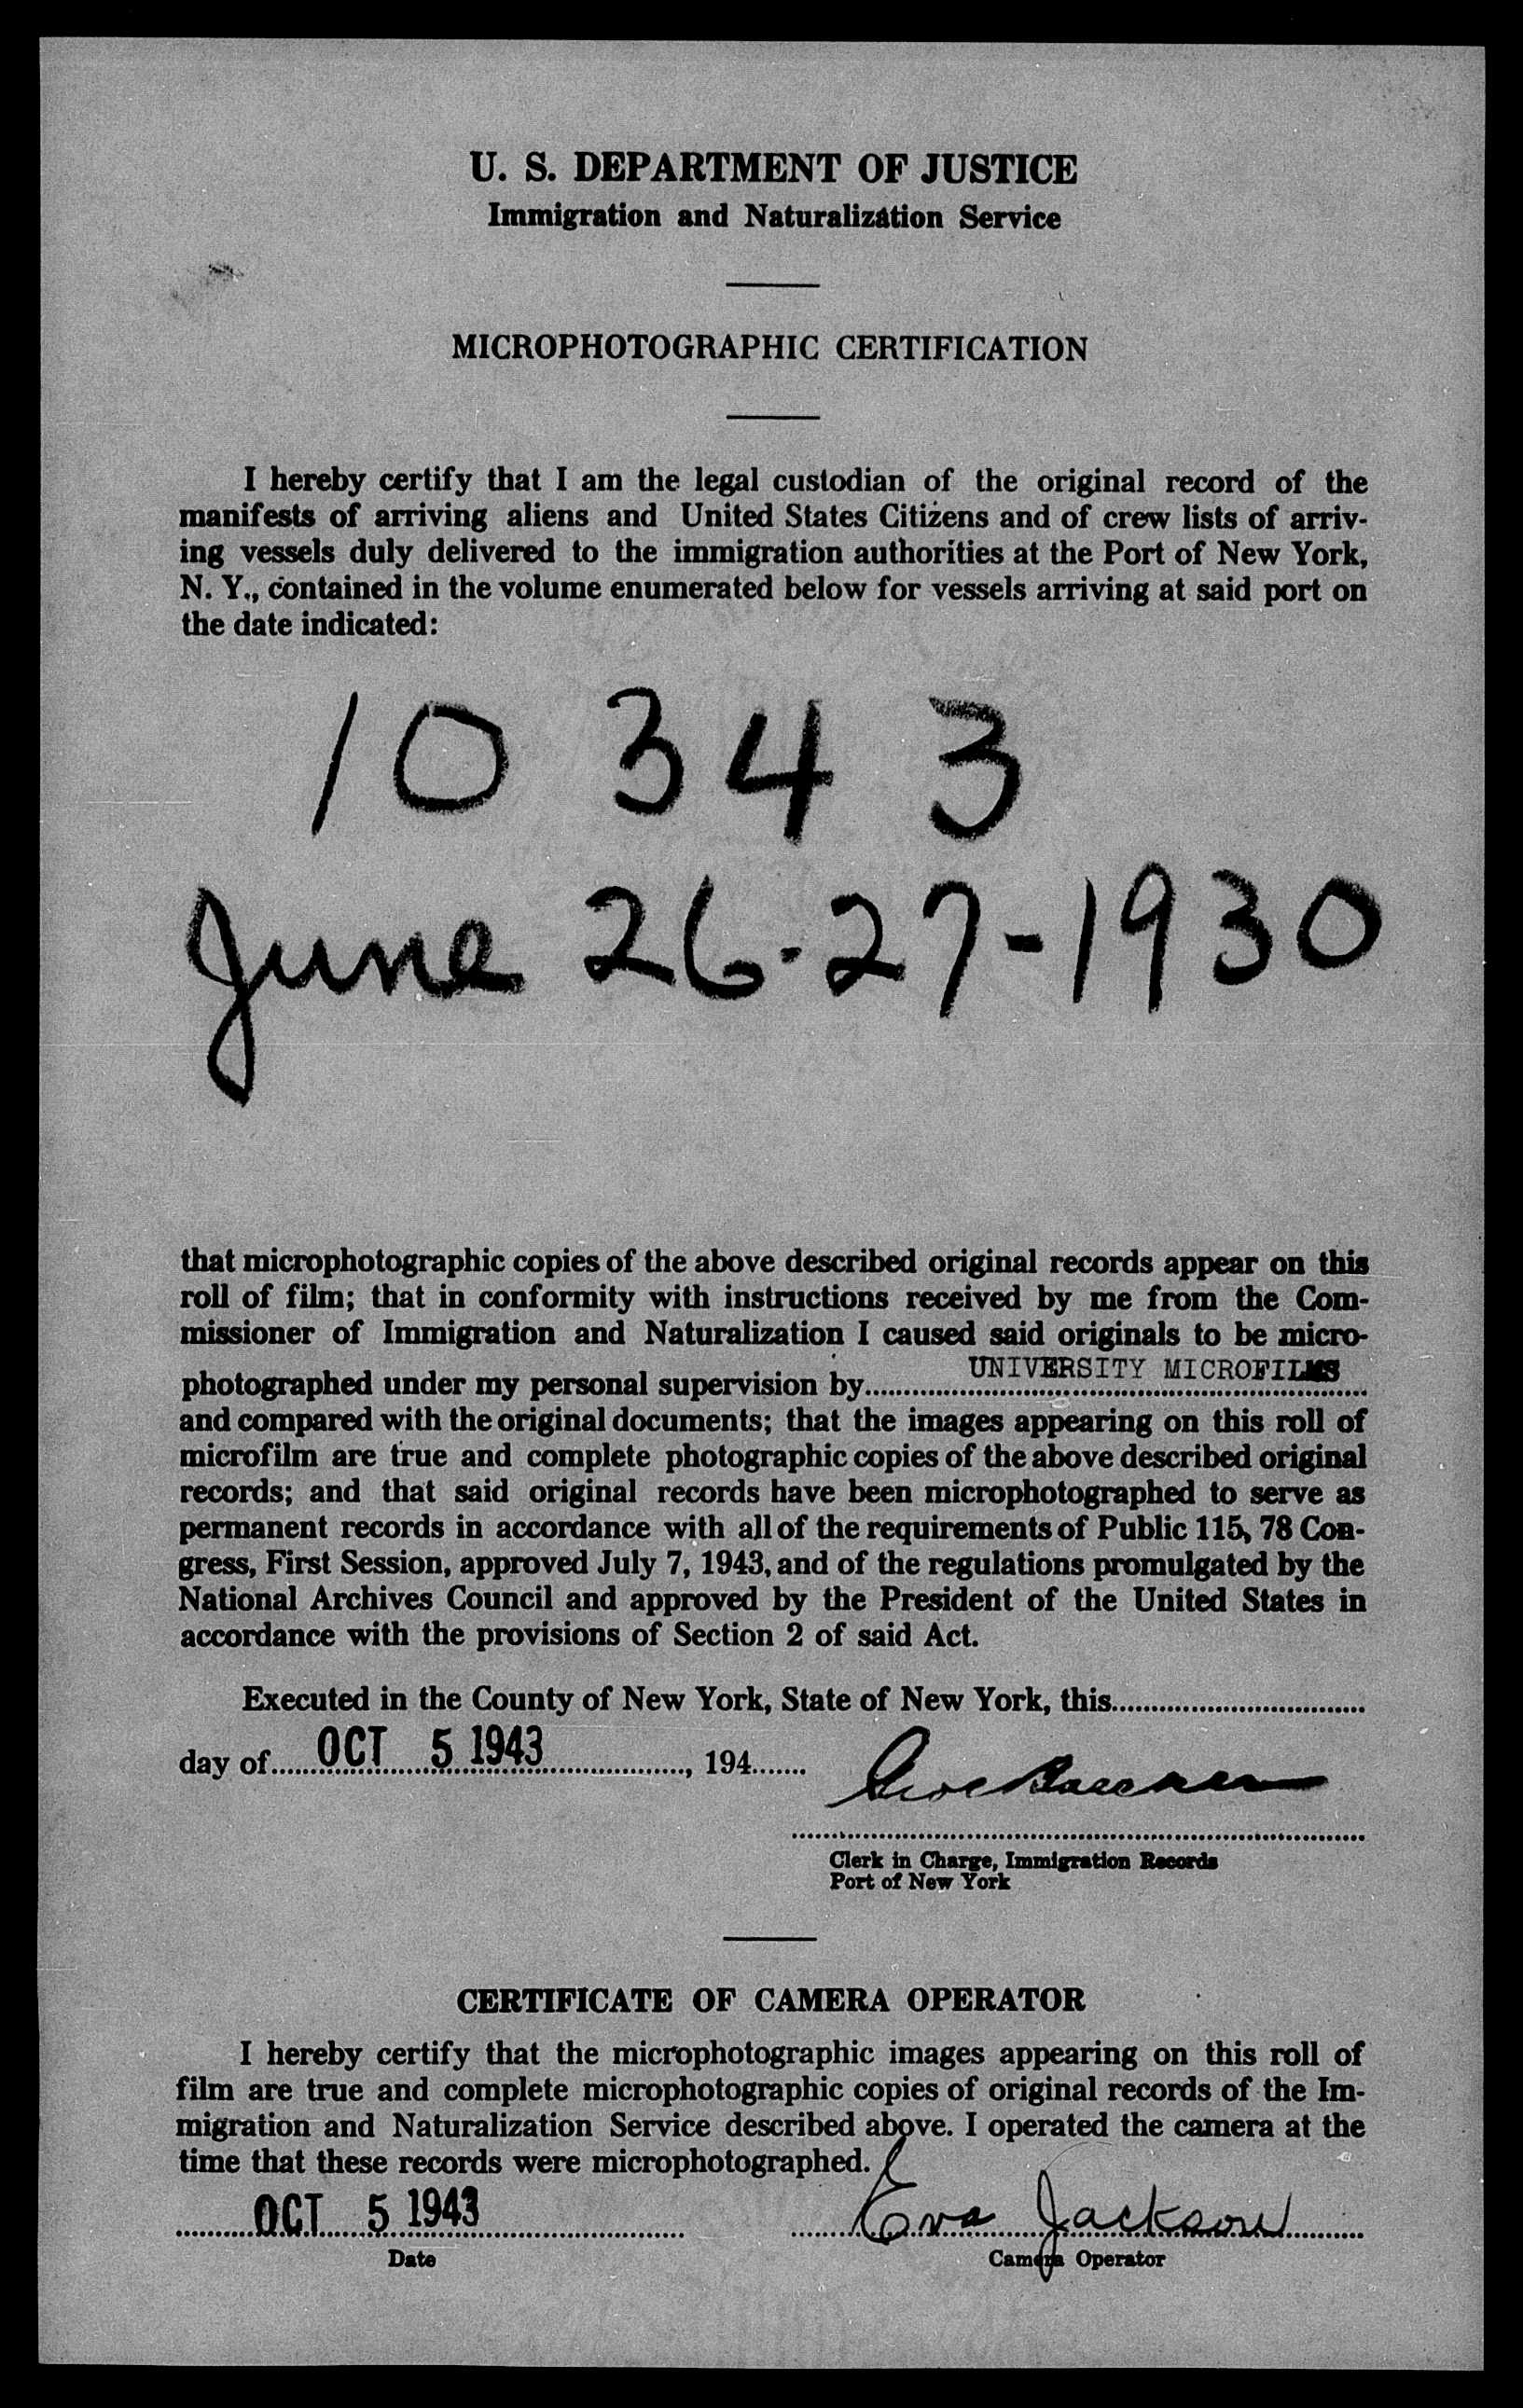 U. S. DEPARTMENT OF JUSTICE
Immigration and Naturalization Service
MICROPHOTOGRAPHIC CERTIFICATION
I hereby certify that I am the legal custodian of the original record of the
manifests of arriving aliens and United States Citizens and of crew lists of arriv-
ing vessels duly delivered to the immigration authorities at the Port of New York,
N. Y., contained in the volume enumerated below for vessels arriving at said port on
the date indicated:
10343
June 26-27-1930
that microphotographic copies of the above described original records appear on this
roll of film; that in conformity with instructions received by me from the Com-
missioner of Immigration and Naturalization I caused said originals to be micro-
photographed under my personal supervision by UNIVERSITY MICROFILMS
and compared with the original documents; that the images appearing on this roll of
microfilm are true and complete photographic copies of the above described original
records; and that said original records have been microphotographed to serve as
permanent records in accordance with all of the requirements of Public 115, 78 Con-
gress, First Session, approved July 7, 1943, and of the regulations promulgated by the
National Archives Council and approved by the President of the United States in
accordance with the provisions of Section 2 of said Act.
Executed in the County of New York, State of New York, this
day of OCT 5 1943, 194
Clerk in Charge, Immigration Records
Port of New York
CERTIFICATE OF CAMERA OPERATOR
I hereby certify that the microphotographic images appearing on this roll of
film are true and complete microphotographic copies of original records of the Im-
migration and Naturalization Service described above. I operated the camera at the
time that these records were microphotographed.
OCT 5 1943 Eva Jackson
Date Camera Operator